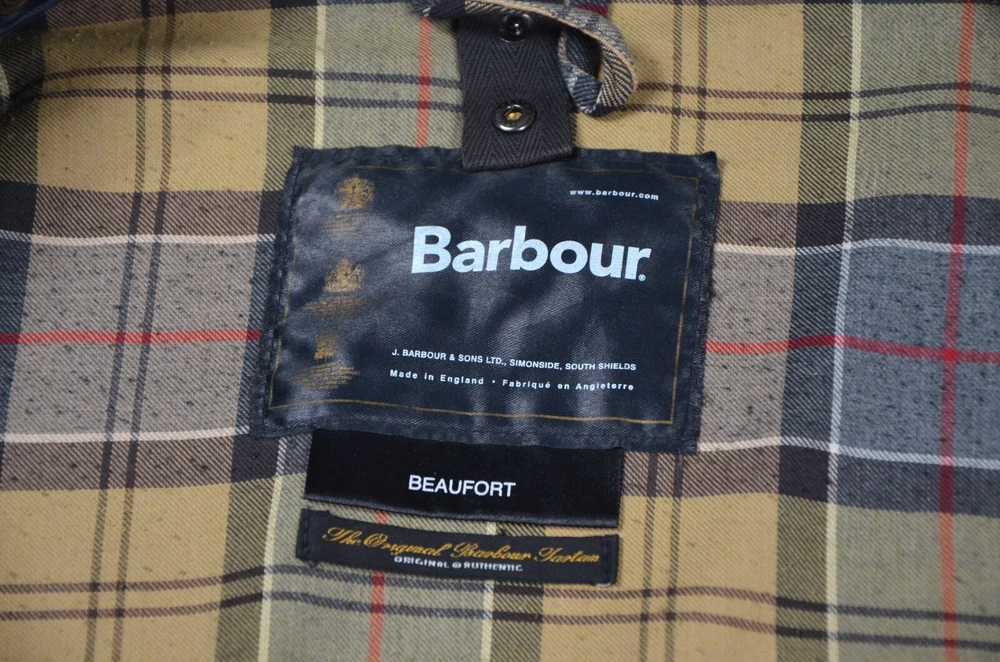 www.barbour.com
Barbour®
J. BARBOUR & SONS LTD., SIMONSIDE, SOUTH SHIELDS
Made in England • Fabriqué en Angleterre
BEAUFORT
The Original Barbour Tartan
ORIGINAL @ AUTHENTIC